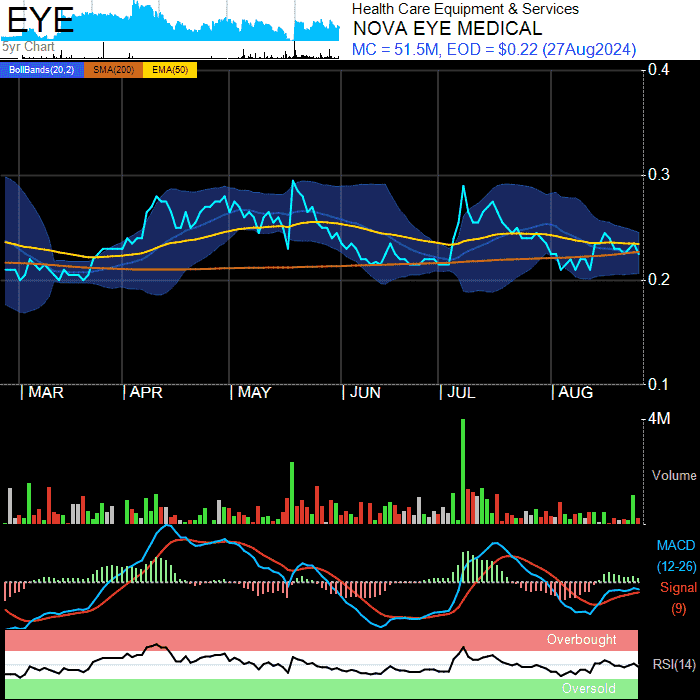 EYE
5yr Chart
Health Care Equipment & Services
NOVA EYE MEDICAL
MC = 51.5M, EOD = $0.22 (27Aug2024)
BollBands(20,2) SMA(200) EMA(50)
0.4
0.3
0.2
0.1
| MAR | APR | MAY | JUN | JUL | AUG
4M
Volume
MACD
(12-26)
Signal
(9)
Overbought
RSI(14)
Oversold